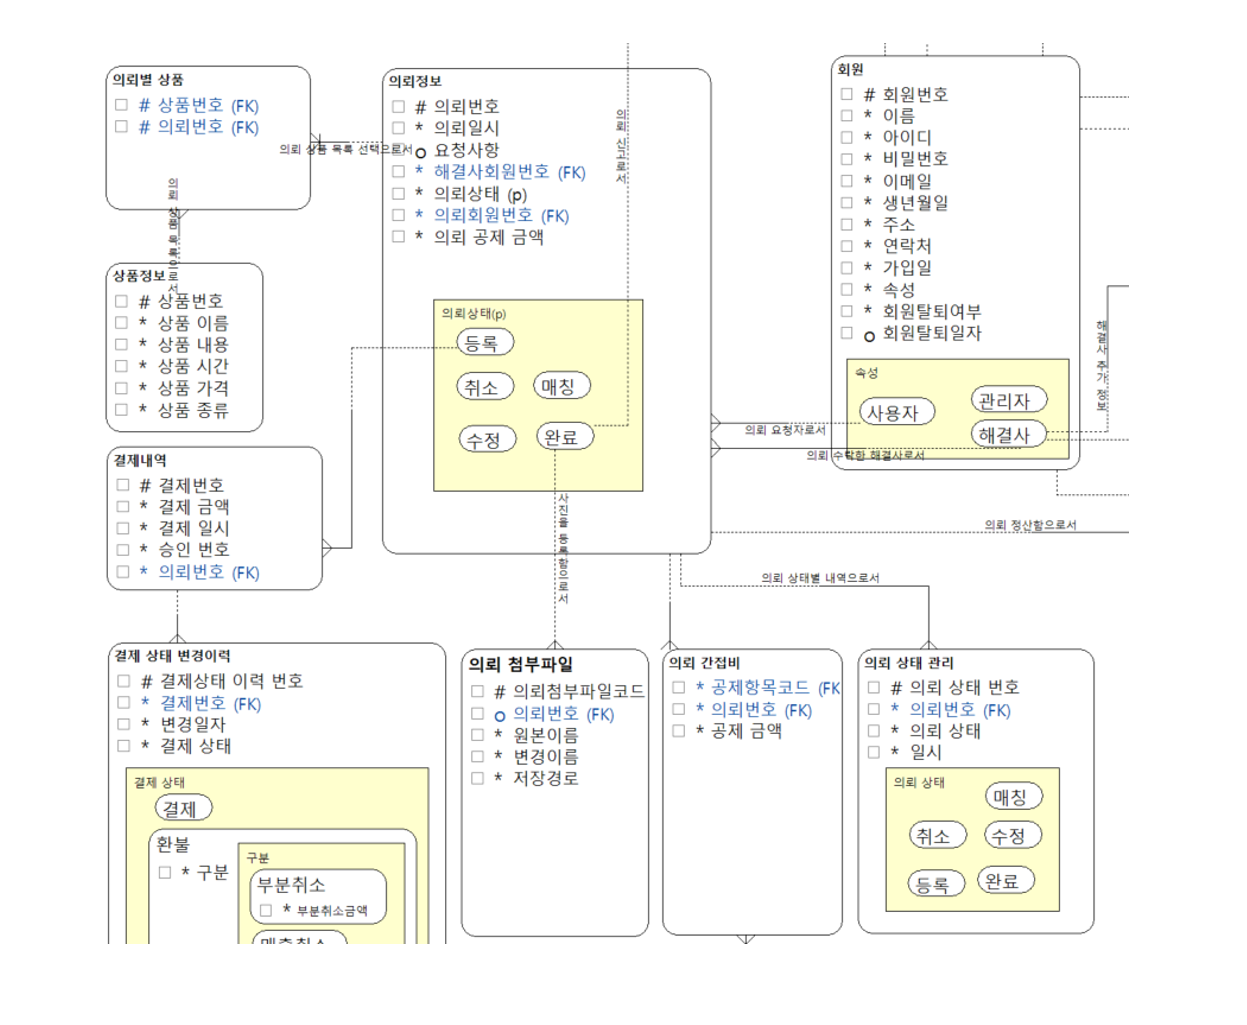 의뢰별 상품
# 상품번호 (FK)
# 의뢰번호 (FK)
의뢰 상품 목록 선택으로서
의뢰 상품 목록으로서
상품정보
# 상품번호
* 상품 이름
* 상품 내용
* 상품 시간
* 상품 가격
* 상품 종류
결제내역
# 결제번호
* 결제 금액
* 결제 일시
* 승인 번호
* 의뢰번호 (FK)
의뢰정보
# 의뢰번호
* 의뢰일시
o 요청사항
* 해결사회원번호 (FK)
* 의뢰상태 (p)
* 의뢰회원번호 (FK)
* 의뢰 공제 금액
의뢰 신고로서
의뢰상태(p)
등록
취소
매칭
수정
완료
사진을 등록함으로서
회원
# 회원번호
* 이름
* 아이디
* 비밀번호
* 이메일
* 생년월일
* 주소
* 연락처
* 가입일
* 속성
* 회원탈퇴여부
o 회원탈퇴일자
속성
사용자
관리자
해결사
해결사 추가 정보
의뢰 요청자로서
의뢰 수락한 해결사로서
의뢰 정산함으로서
의뢰 상태별 내역으로서
결제 상태 변경이력
# 결제상태 이력 번호
* 결제번호 (FK)
* 변경일자
* 결제 상태
결제 상태
결제
환불
* 구분
구분
부분취소
* 부분취소금액
매출취소
의뢰 첨부파일
# 의뢰첨부파일코드
o 의뢰번호 (FK)
* 원본이름
* 변경이름
* 저장경로
의뢰 간접비
* 공제항목코드 (FK
* 의뢰번호 (FK)
* 공제 금액
의뢰 상태 관리
# 의뢰 상태 번호
* 의뢰번호 (FK)
* 의뢰 상태
* 일시
의뢰 상태
매칭
취소
수정
등록
완료